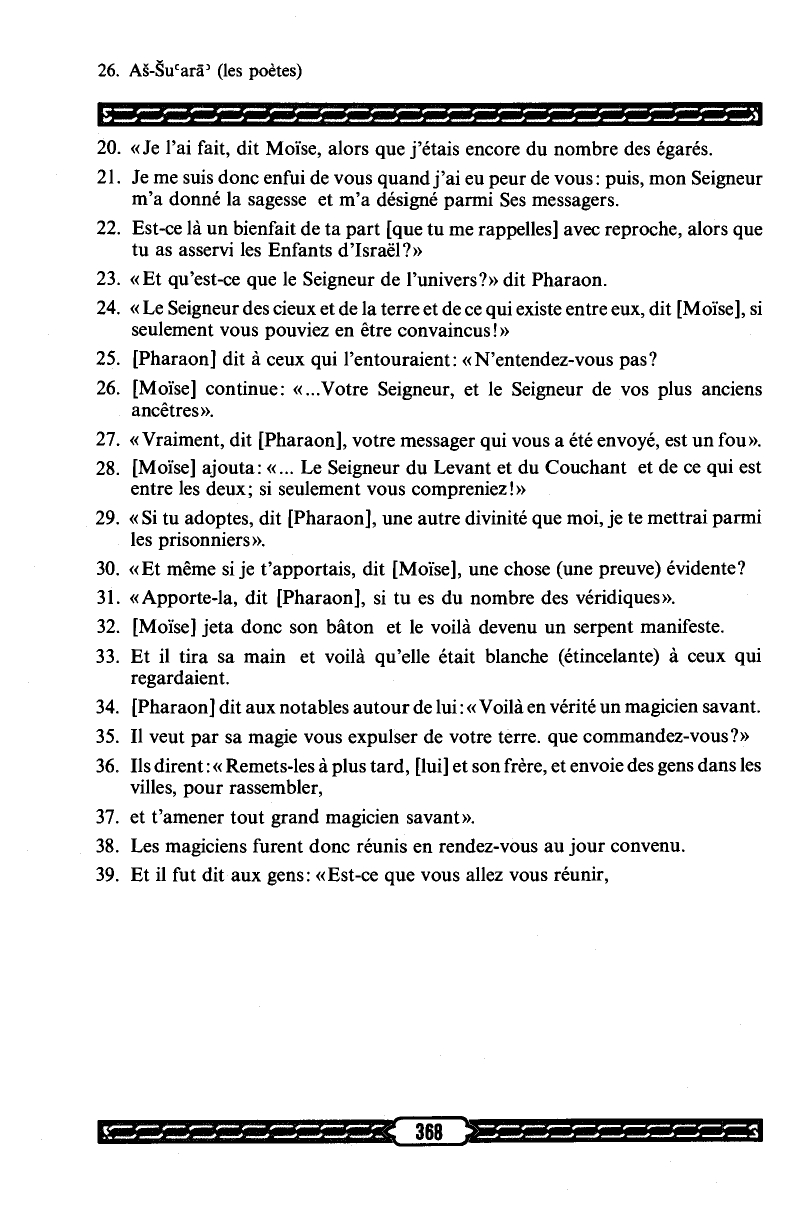 26. Aš-Šuʿarāʾ (les poètes)
20. «Je l'ai fait, dit Moïse, alors que j'étais encore du nombre des égarés.
21. Je me suis donc enfui de vous quand j'ai eu peur de vous: puis, mon Seigneur
m'a donné la sagesse et m'a désigné parmi Ses messagers.
22. Est-ce là un bienfait de ta part [que tu me rappelles] avec reproche, alors que
tu as asservi les Enfants d'Israël?»
23. «Et qu'est-ce que le Seigneur de l'univers?» dit Pharaon.
24. «Le Seigneur des cieux et de la terre et de ce qui existe entre eux, dit [Moïse], si
seulement vous pouviez en être convaincus!»
25. [Pharaon] dit à ceux qui l'entouraient: «N'entendez-vous pas?
26. [Moïse] continue: «...Votre Seigneur, et le Seigneur de vos plus anciens
ancêtres».
27. «Vraiment, dit [Pharaon], votre messager qui vous a été envoyé, est un fou».
28. [Moïse] ajouta: «... Le Seigneur du Levant et du Couchant et de ce qui est
entre les deux; si seulement vous compreniez!»
29. «Si tu adoptes, dit [Pharaon], une autre divinité que moi, je te mettrai parmi
les prisonniers».
30. «Et même si je t'apportais, dit [Moïse], une chose (une preuve) évidente?
31. «Apporte-la, dit [Pharaon], si tu es du nombre des véridiques».
32. [Moïse] jeta donc son bâton et le voilà devenu un serpent manifeste.
33. Et il tira sa main et voilà qu'elle était blanche (étincelante) à ceux qui
regardaient.
34. [Pharaon] dit aux notables autour de lui: «Voilà en vérité un magicien savant.
35. Il veut par sa magie vous expulser de votre terre. que commandez-vous?»
36. Ils dirent: «Remets-les à plus tard, [lui] et son frère, et envoie des gens dans les
villes, pour rassembler,
37. et t'amener tout grand magicien savant».
38. Les magiciens furent donc réunis en rendez-vous au jour convenu.
39. Et il fut dit aux gens: «Est-ce que vous allez vous réunir,
368